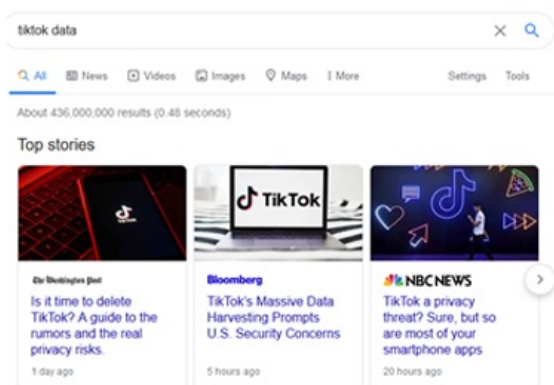 tiktok data
All News Videos Images Maps More Settings Tools
About 436,000,000 results (0.48 seconds)
Top stories
TikTok
TikTok
The Washington Post
Is it time to delete
TikTok? A guide to the
rumors and the real
privacy risks.
1 day ago
Bloomberg
TikTok's Massive Data
Harvesting Prompts
U.S. Security Concerns
5 hours ago
NBC NEWS
TikTok a privacy
threat? Sure, but so
are most of your
smartphone apps
20 hours ago